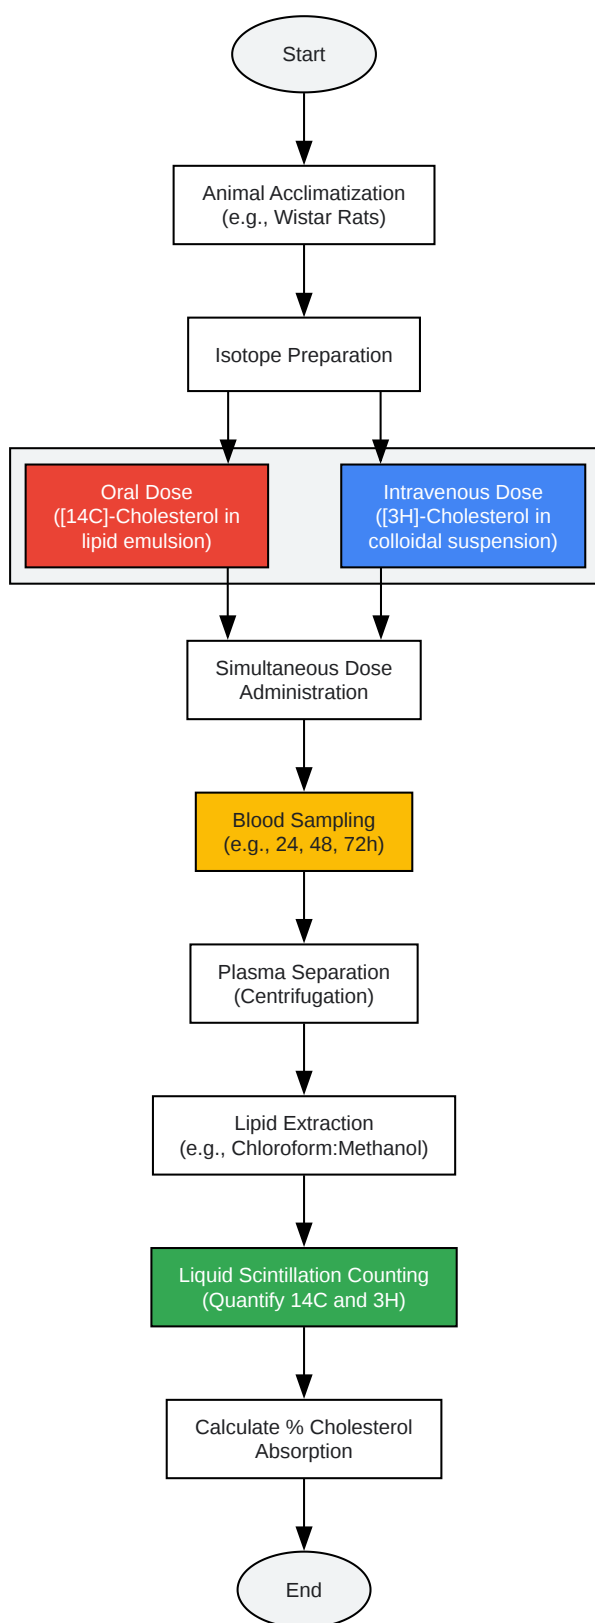 Start
Animal Acclimatization
(e.g., Wistar Rats)
Isotope Preparation
Oral Dose
([14C]-Cholesterol in
lipid emulsion)
Intravenous Dose
([3H]-Cholesterol in
colloidal suspension)
Simultaneous Dose
Administration
Blood Sampling
(e.g., 24, 48, 72h)
Plasma Separation
(Centrifugation)
Lipid Extraction
(e.g., Chloroform:Methanol)
Liquid Scintillation Counting
(Quantify 14C and 3H)
Calculate % Cholesterol
Absorption
End